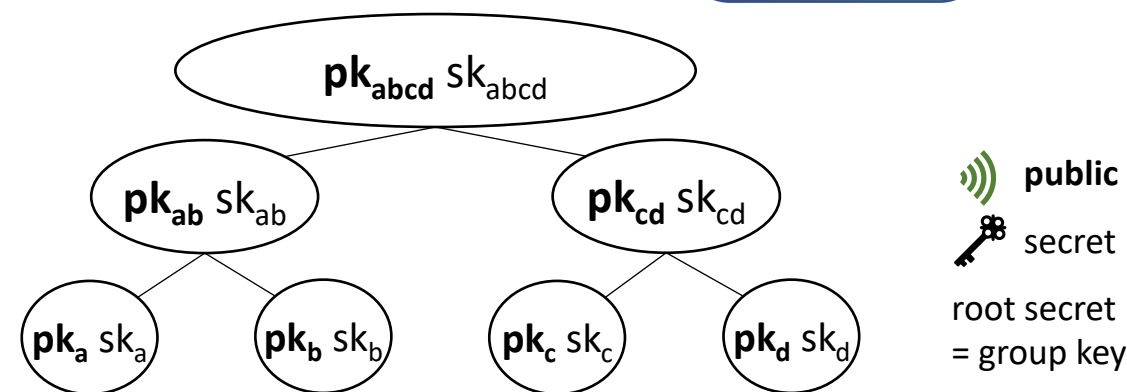 pk_abcd sk_abcd
pk_ab sk_ab
pk_cd sk_cd
public
secret
pk_a sk_a
pk_b sk_b
pk_c sk_c
pk_d sk_d
root secret
= group key